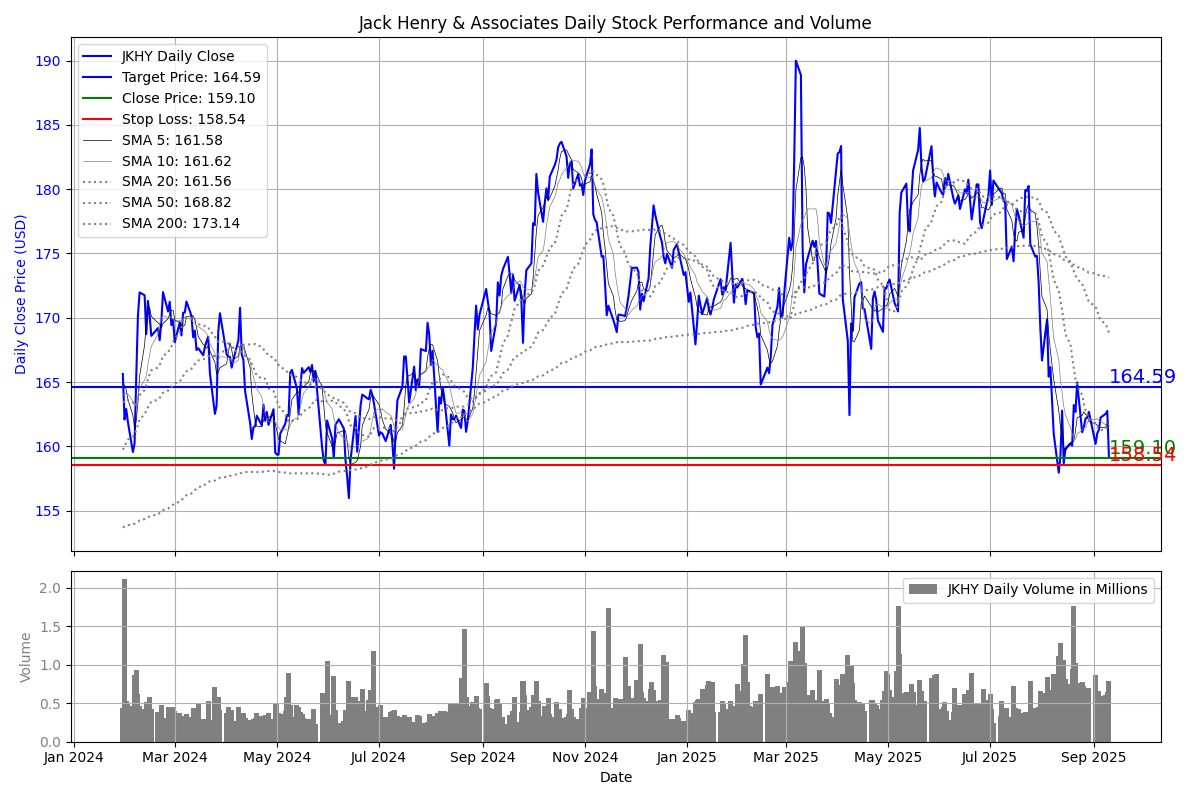 Jack Henry & Associates Daily Stock Performance and Volume
JKHY Daily Close
Target Price: 164.59
Close Price: 159.10
Stop Loss: 158.54
SMA 5: 161.58
SMA 10: 161.62
SMA 20: 161.56
SMA 50: 168.82
SMA 200: 173.14
Daily Close Price (USD)
190
185
180
175
170
165
160
155
164.59
159.10
158.54
JKHY Daily Volume in Millions
Volume
2.0
1.5
1.0
0.5
0.0
Jan 2024 Mar 2024 May 2024 Jul 2024 Sep 2024 Nov 2024 Jan 2025 Mar 2025 May 2025 Jul 2025 Sep 2025
Date